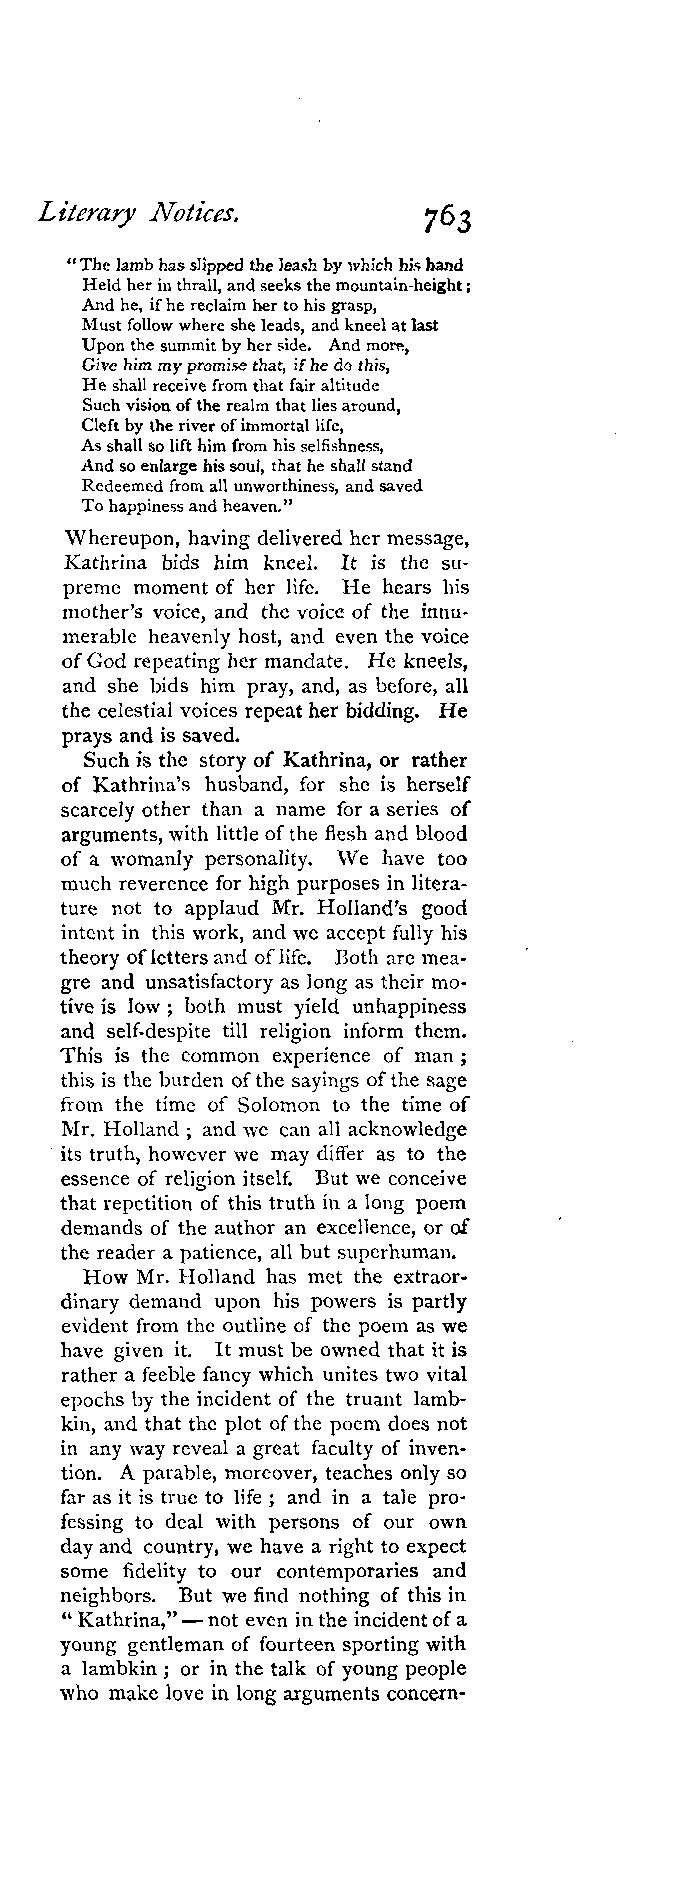 Literary Notices. 763
"The lamb has slipped the leash by which his hand
Held her in thrall, and seeks the mountain-height;
And he, if he reclaim her to his grasp,
Must follow where she leads, and kneel at last
Upon the summit by her side. And more,
Give him my promise that, if he do this,
He shall receive from that fair altitude
Such vision of the realm that lies around,
Cleft by the river of immortal life,
As shall so lift him from his selfishness,
And so enlarge his soul, that he shall stand
Redeemed from all unworthiness, and saved
To happiness and heaven."
Whereupon, having delivered her message,
Kathrina bids him kneel. It is the su-
preme moment of her life. He hears his
mother's voice, and the voice of the innu-
merable heavenly host, and even the voice
of God repeating her mandate. He kneels,
and she bids him pray, and, as before, all
the celestial voices repeat her bidding. He
prays and is saved.
Such is the story of Kathrina, or rather
of Kathrina's husband, for she is herself
scarcely other than a name for a series of
arguments, with little of the flesh and blood
of a womanly personality. We have too
much reverence for high purposes in litera-
ture not to applaud Mr. Holland's good
intent in this work, and we accept fully his
theory of letters and of life. Both are mea-
gre and unsatisfactory as long as their mo-
tive is low; both must yield unhappiness
and self-despite till religion inform them.
This is the common experience of man;
this is the burden of the sayings of the sage
from the time of Solomon to the time of
Mr. Holland; and we can all acknowledge
its truth, however we may differ as to the
essence of religion itself. But we conceive
that repetition of this truth in a long poem
demands of the author an excellence, or of
the reader a patience, all but superhuman.
How Mr. Holland has met the extraor-
dinary demand upon his powers is partly
evident from the outline of the poem as we
have given it. It must be owned that it is
rather a feeble fancy which unites two vital
epochs by the incident of the truant lamb-
kin, and that the plot of the poem does not
in any way reveal a great faculty of inven-
tion. A parable, moreover, teaches only so
far as it is true to life; and in a tale pro-
fessing to deal with persons of our own
day and country, we have a right to expect
some fidelity to our contemporaries and
neighbors. But we find nothing of this in
"Kathrina,"—not even in the incident of a
young gentleman of fourteen sporting with
a lambkin; or in the talk of young people
who make love in long arguments concern-